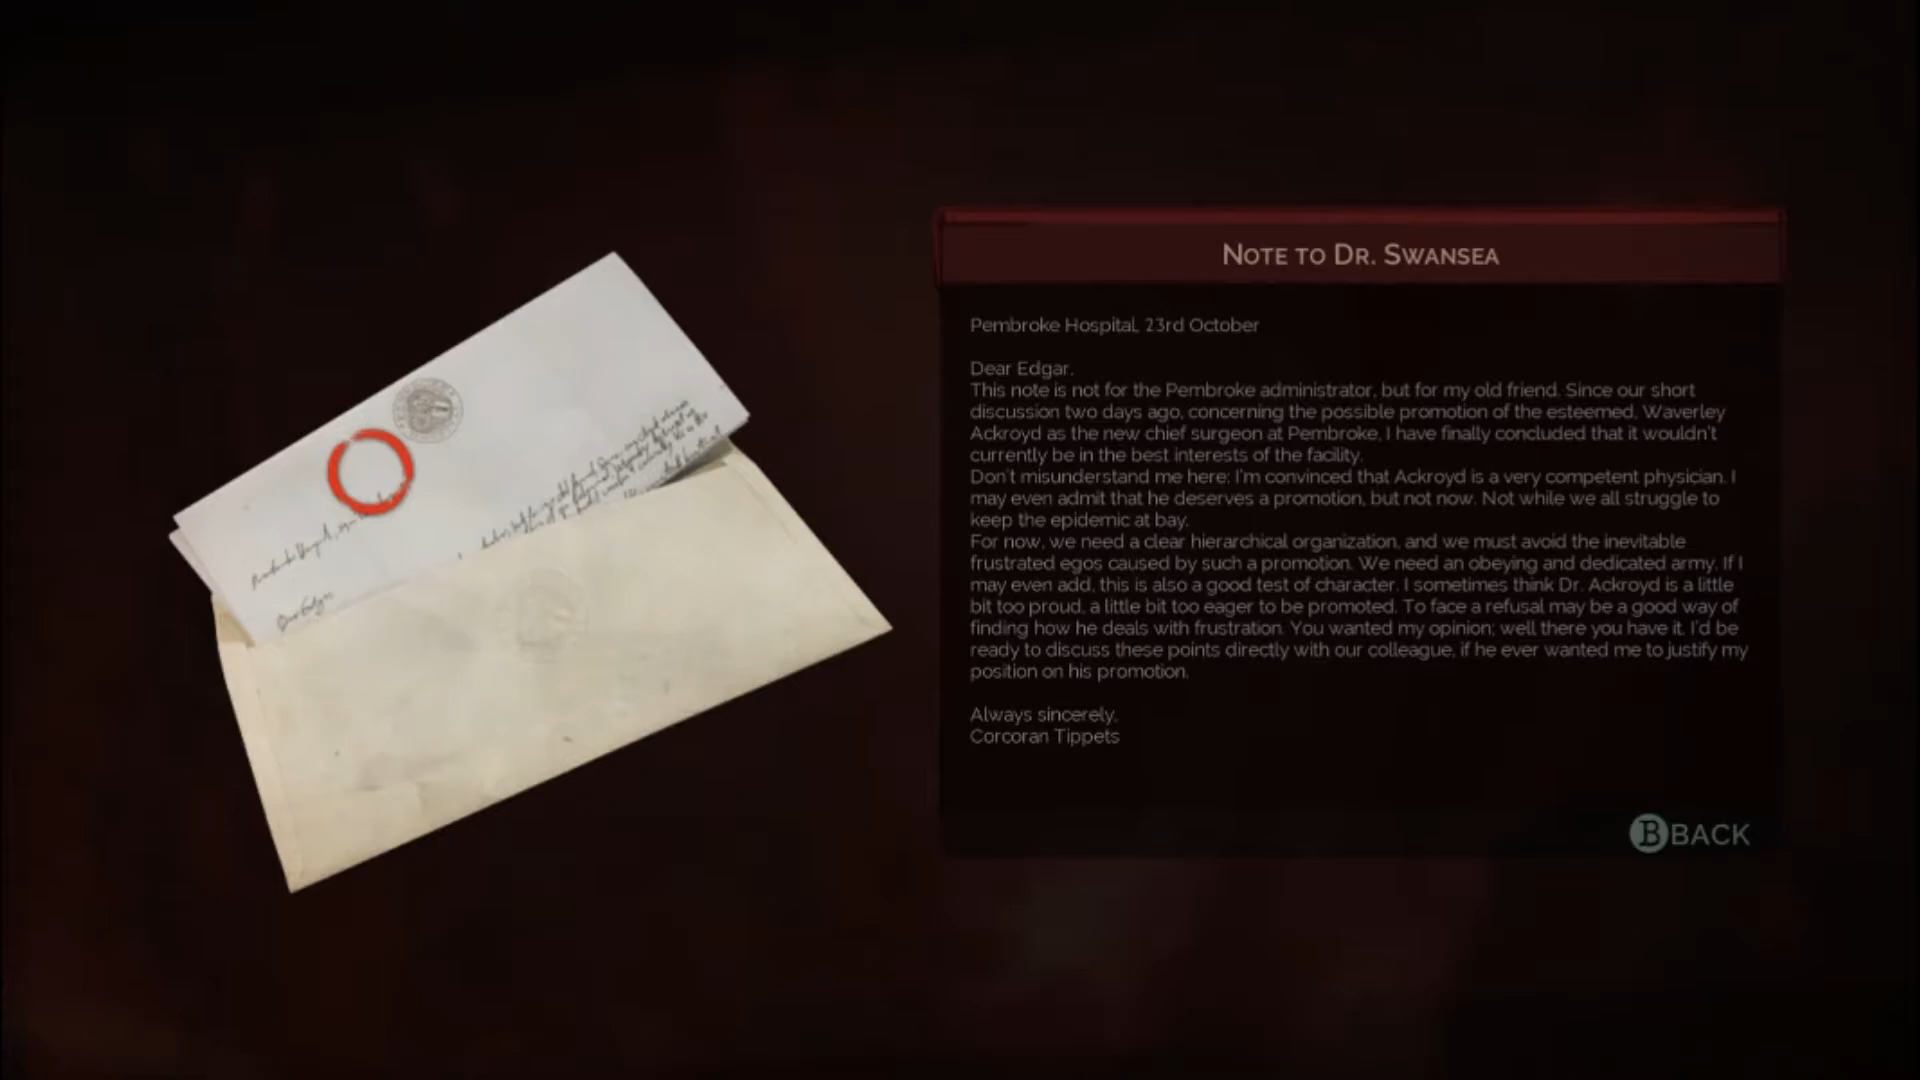 Note to Dr. Swansea
Pembroke Hospital, 23rd October
Dear Edgar,
This note is not for the Pembroke administrator, but for my old friend. Since our short
discussion two days ago, concerning the possible promotion of the esteemed, Waverley
Ackroyd as the new chief surgeon at Pembroke, I have finally concluded that it wouldn't
currently be in the best interests of the facility.
Don't misunderstand me here; I'm convinced that Ackroyd is a very competent physician. I
may even admit that he deserves a promotion, but not now. Not while we all struggle to
keep the epidemic at bay.
For now, we need a clear hierarchical organization, and we must avoid the inevitable
frustrated egos caused by such a promotion. We need an obeying and dedicated army. If I
may even add, this is also a good test of character. I sometimes think Dr. Ackroyd is a little
bit too proud, a little bit too eager to be promoted. To face a refusal may be a good way of
finding how he deals with frustration. You wanted my opinion; well there you have it. I'd be
ready to discuss these points directly with our colleague, if he ever wanted me to justify my
position on his promotion.
Always sincerely,
Corcoran Tippets
B BACK
Dear Edgar